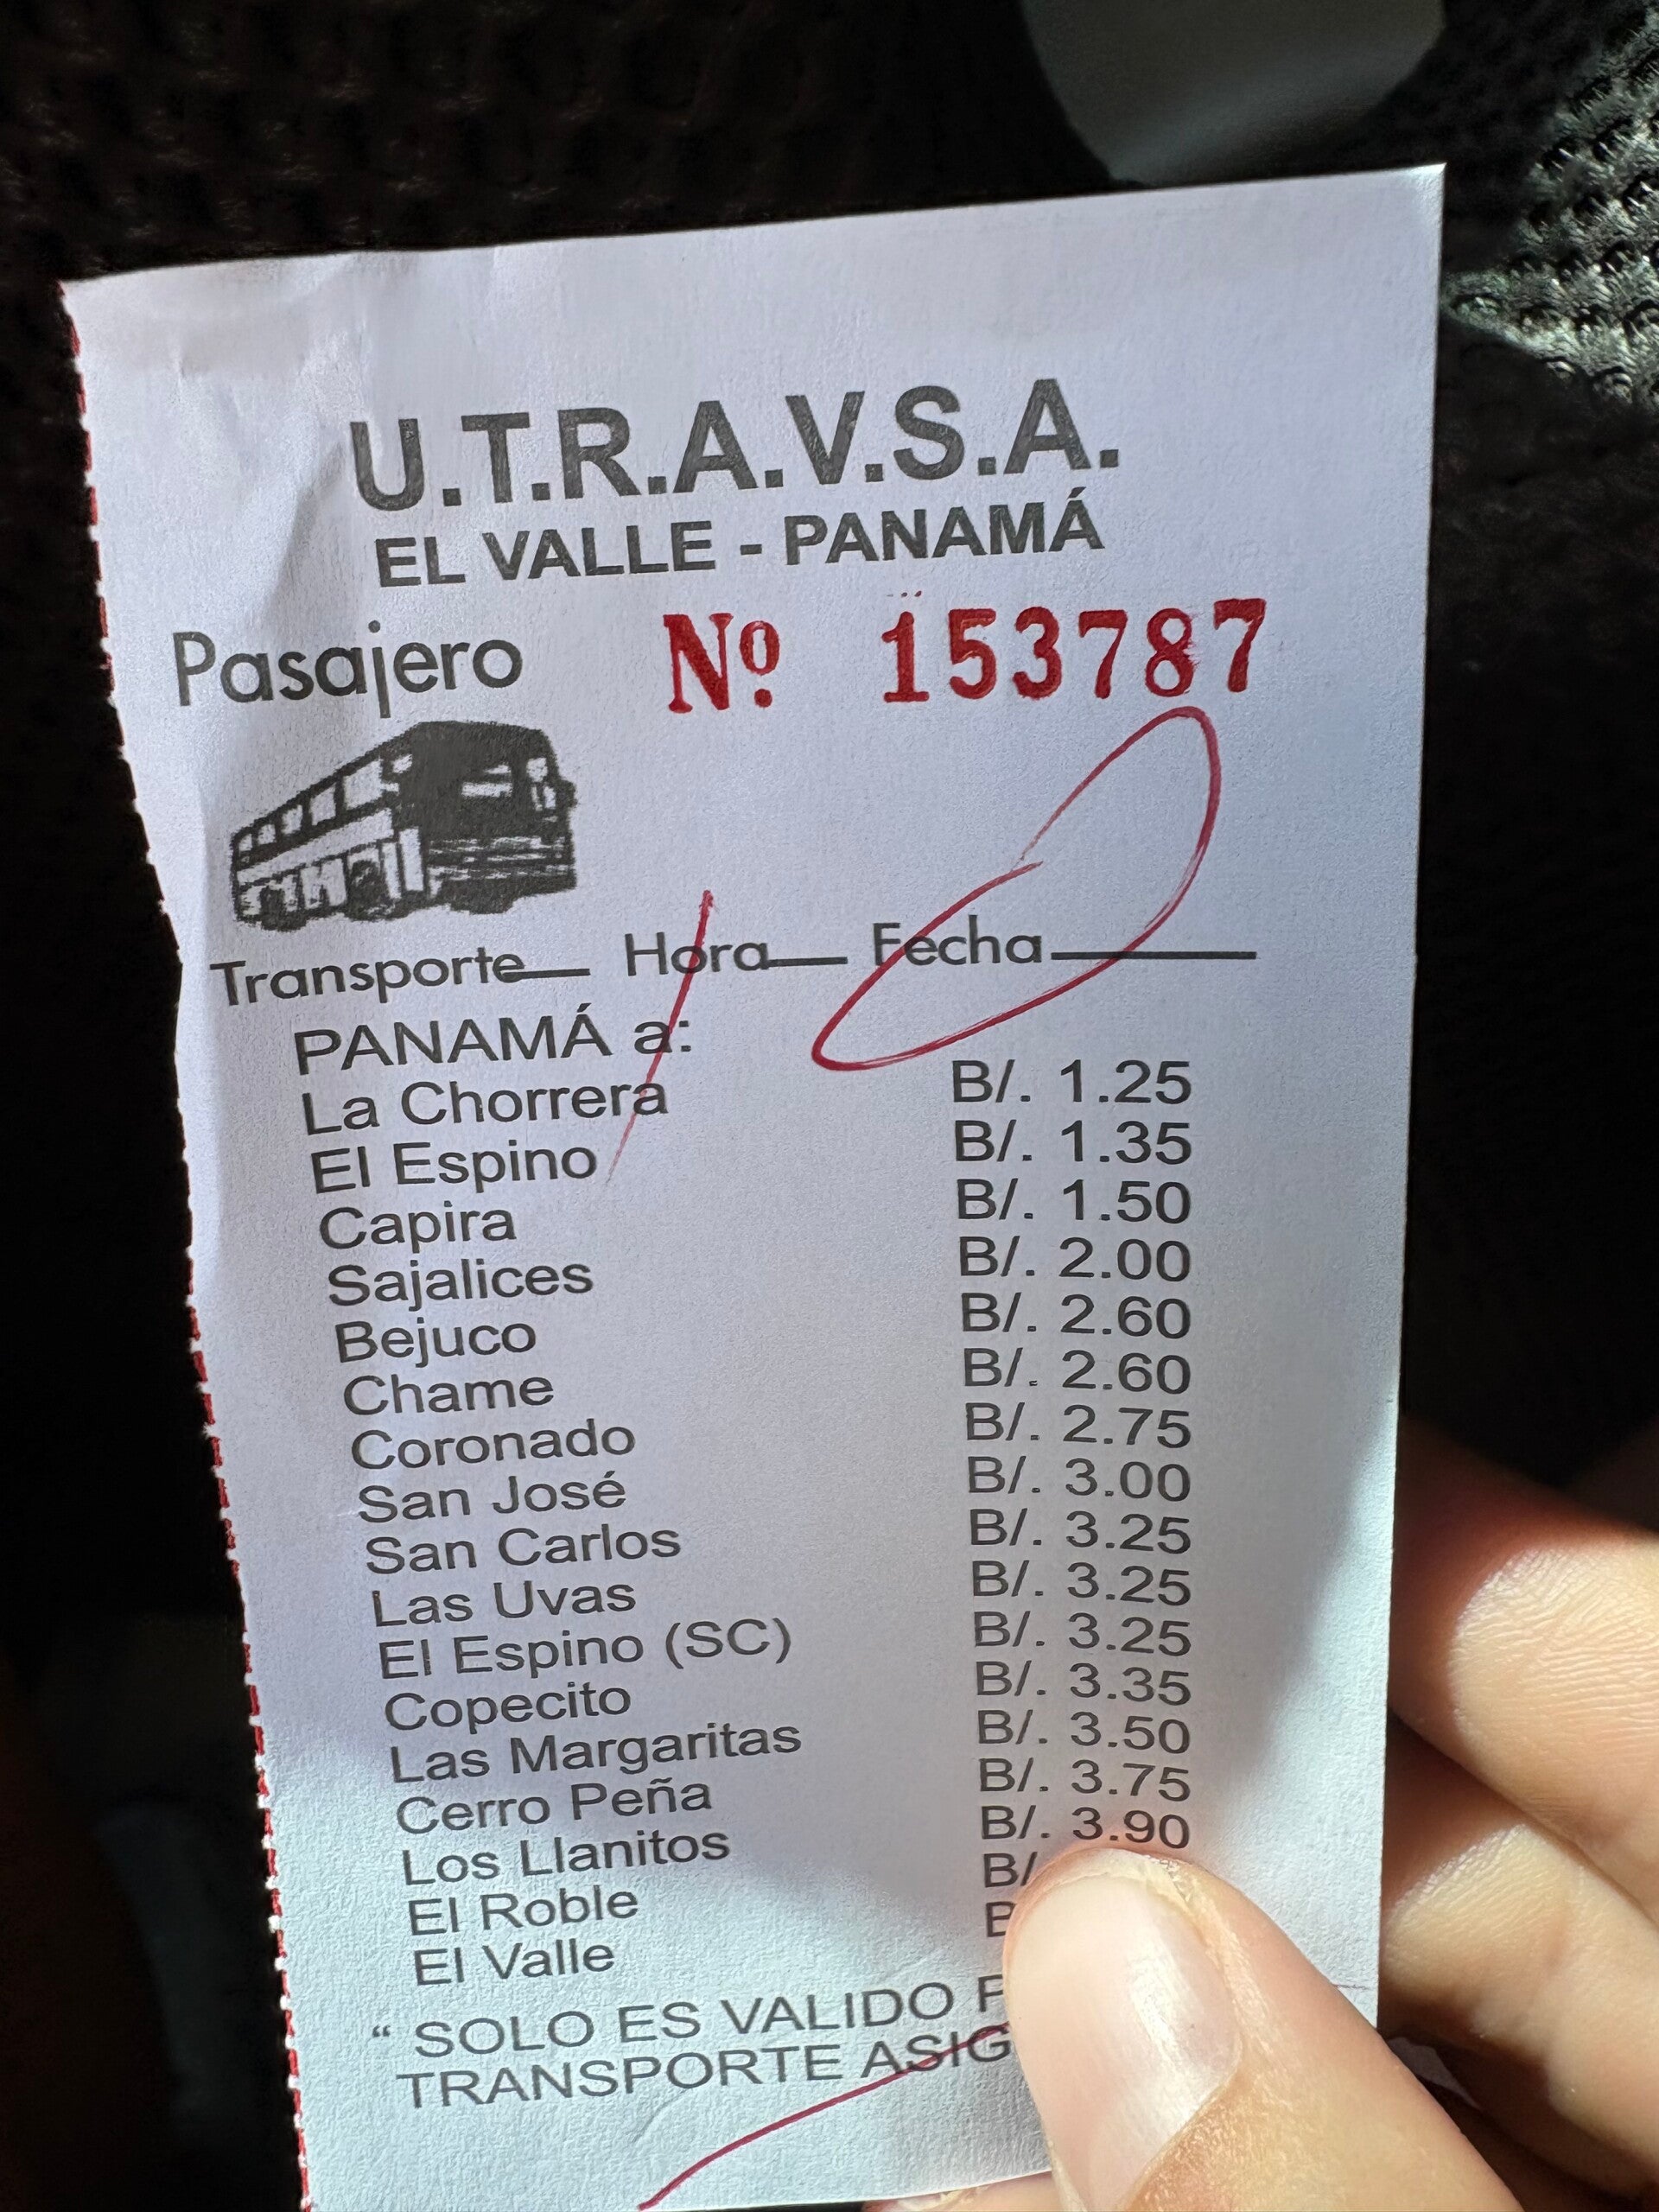 U.T.R.A.V.S.A.
EL VALLE - PANAMÁ
Pasajero Nº 153787
Transporte Hora Fecha
PANAMÁ a:
La Chorrera B/. 1.25
El Espino B/. 1.35
Capira B/. 1.50
Sajalices B/. 2.00
Bejuco B/. 2.60
Chame B/. 2.60
Coronado B/. 2.75
San José B/. 3.00
San Carlos B/. 3.25
Las Uvas B/. 3.25
El Espino (SC) B/. 3.25
Copecito B/. 3.35
Las Margaritas B/. 3.50
Cerro Peña B/. 3.75
Los Llanitos B/. 3.90
El Roble B/
El Valle B
“ SOLO ES VALIDO
TRANSPORTE